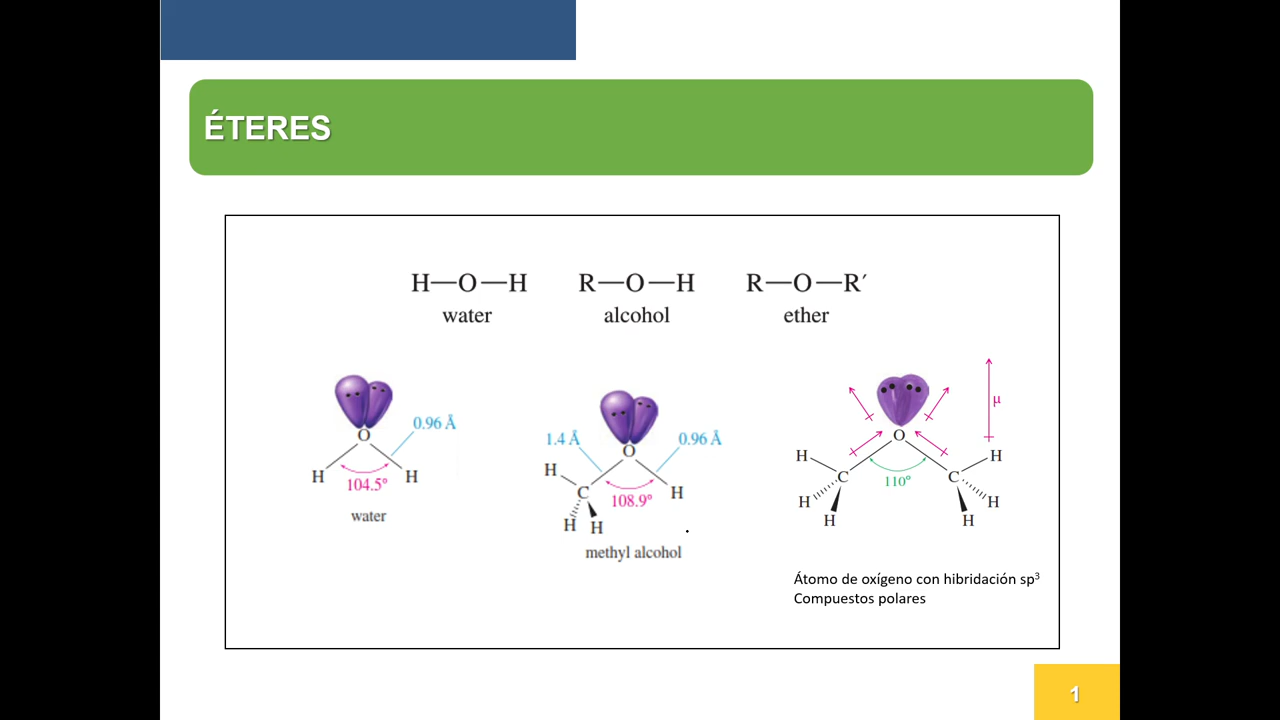 ÉTERES
H—O—H R—O—H R—O—R′
water alcohol ether
O
0.96 Å
H H
104.5°
water
1.4 Å 0.96 Å
O
H
C H
108.9°
H H
methyl alcohol
μ
O
H H
C C
110°
H H
H H
Átomo de oxígeno con hibridación sp³
Compuestos polares
1